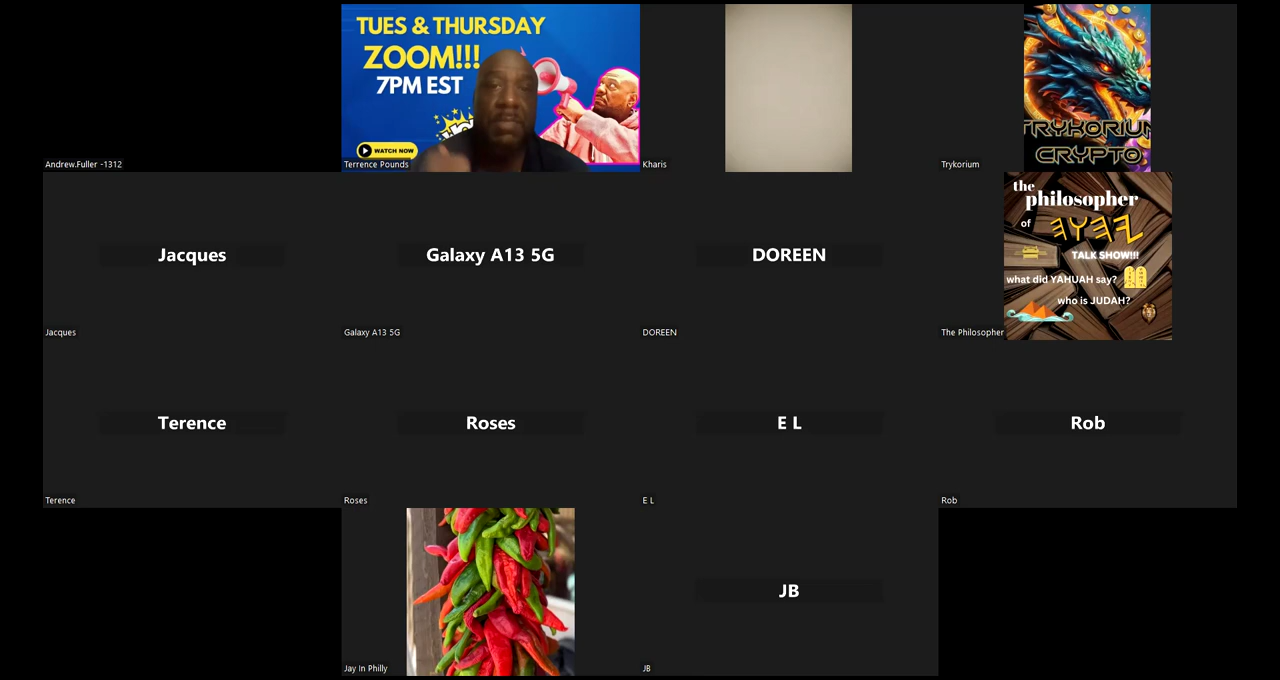 TUES & THURSDAY
ZOOM!!!
7PM EST
WATCH NOW
Andrew.Fuller -1312
Terrence Pounds
Kharis
TRYKORIUM
CRYPTO
Trykorium
Jacques
Jacques
Galaxy A13 5G
Galaxy A13 5G
DOREEN
DOREEN
the
philosopher
of
TALK SHOW!!!
what did YAHUAH say?
who is JUDAH?
The Philosopher
Terence
Terence
Roses
Roses
E L
E L
Rob
Rob
Jay In Philly
JB
JB